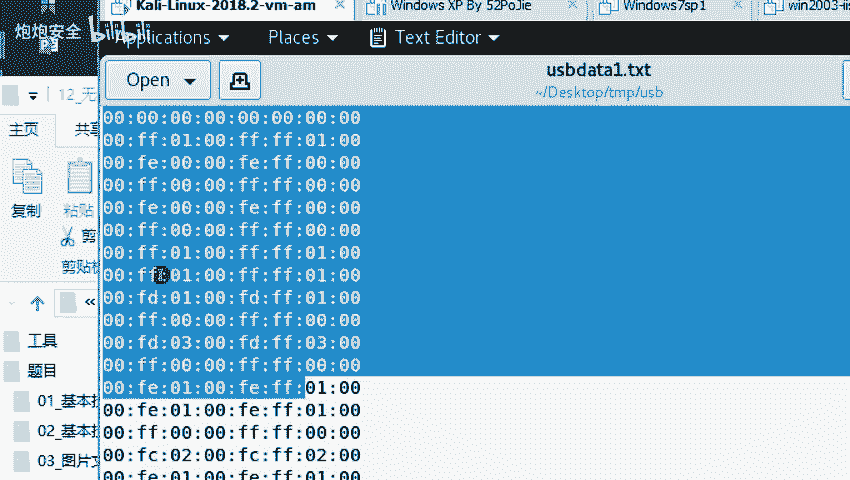 Kali-Linux-2018.2-vm-am
Windows XP By 52PoJie
Windows7sp1
炮炮安全
bilibili
Applications
Places
Text Editor
Open
usbdata1.txt
~/Desktop/tmp/usb
12_无
主页
共享
复制
粘贴
剪
剪贴板
工具
题目
01_基本
02_基本
03_图片文
00:00:00:00:00:00:00:00
00:ff:01:00:ff:ff:01:00
00:fe:00:00:fe:ff:00:00
00:ff:00:00:ff:ff:00:00
00:fe:00:00:fe:ff:00:00
00:ff:00:00:ff:ff:00:00
00:ff:01:00:ff:ff:01:00
00:ff:01:00:ff:ff:01:00
00:fd:01:00:fd:ff:01:00
00:ff:00:00:ff:ff:00:00
00:fd:03:00:fd:ff:03:00
00:ff:00:00:ff:ff:00:00
00:fe:01:00:fe:ff:01:00
00:fe:01:00:fe:ff:01:00
00:ff:00:00:ff:ff:00:00
00:fc:02:00:fc:ff:02:00
00:fe:01:00:fe:ff:01:00